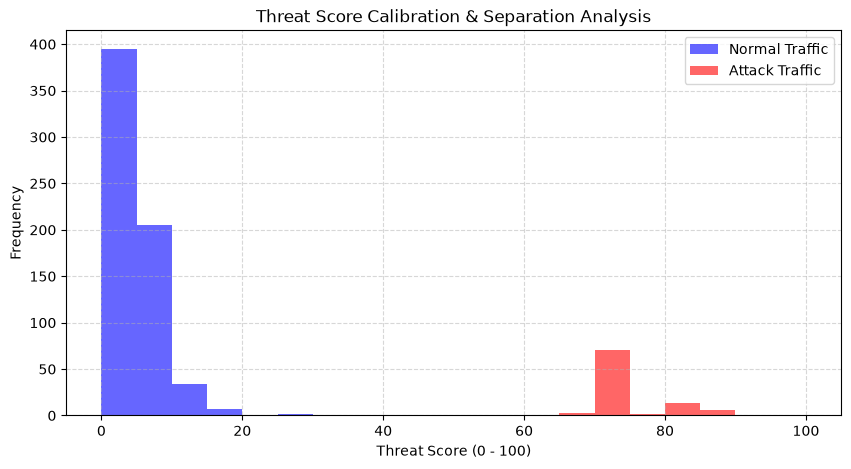 Threat Score Calibration & Separation Analysis
Normal Traffic
Attack Traffic
400
350
300
250
200
150
100
50
0
Frequency
0 20 40 60 80 100
Threat Score (0 - 100)